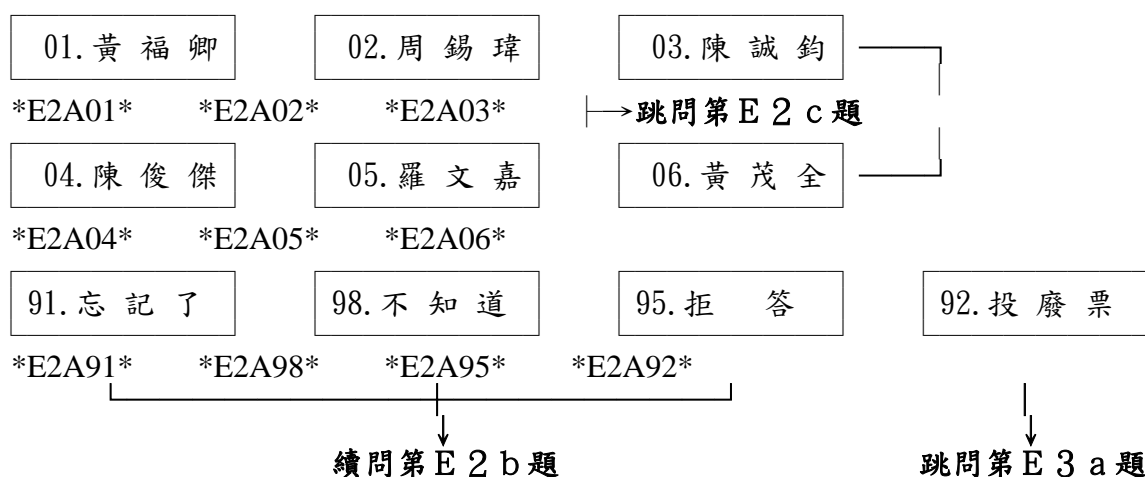 01.黃福卿 02.周錫瑋 03.陳誠鈞
*E2A01* *E2A02* *E2A03* 跳問第Ｅ２ｃ題
04.陳俊傑 05.羅文嘉 06.黃茂全
*E2A04* *E2A05* *E2A06*
91.忘記了 98.不知道 95.拒 答 92.投廢票
*E2A91* *E2A98* *E2A95* *E2A92*
續問第Ｅ２ｂ題 跳問第Ｅ３ａ題